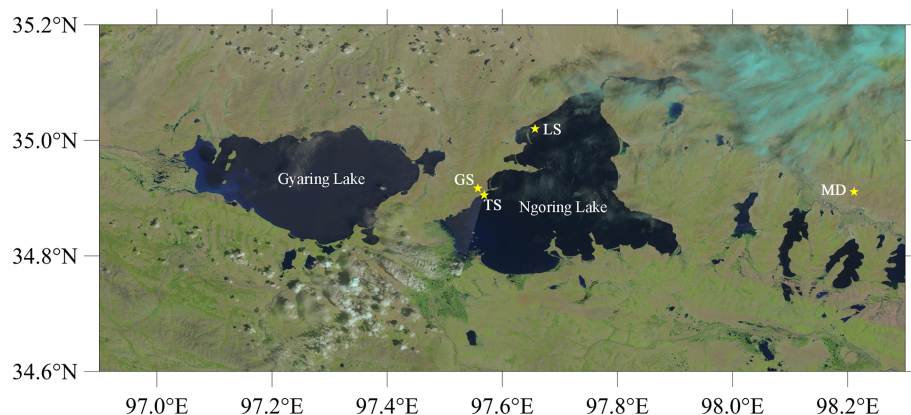 35.2°N
35.0°N
34.8°N
34.6°N
LS
GS
TS
MD
Gyaring Lake
Ngoring Lake
97.0°E 97.2°E 97.4°E 97.6°E 97.8°E 98.0°E 98.2°E